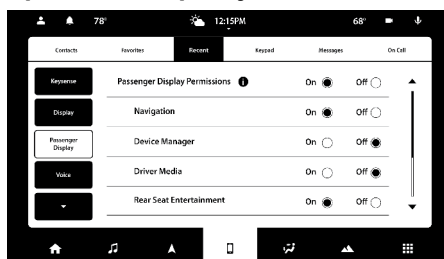 78° 12:15PM 68°
Contacts Favorites Recent Keypad Messages On Call
Keysense
Display
Passenger
Display
Voice
Passenger Display Permissions i On Off
Navigation On Off
Device Manager On Off
Driver Media On Off
Rear Seat Entertainment On Off